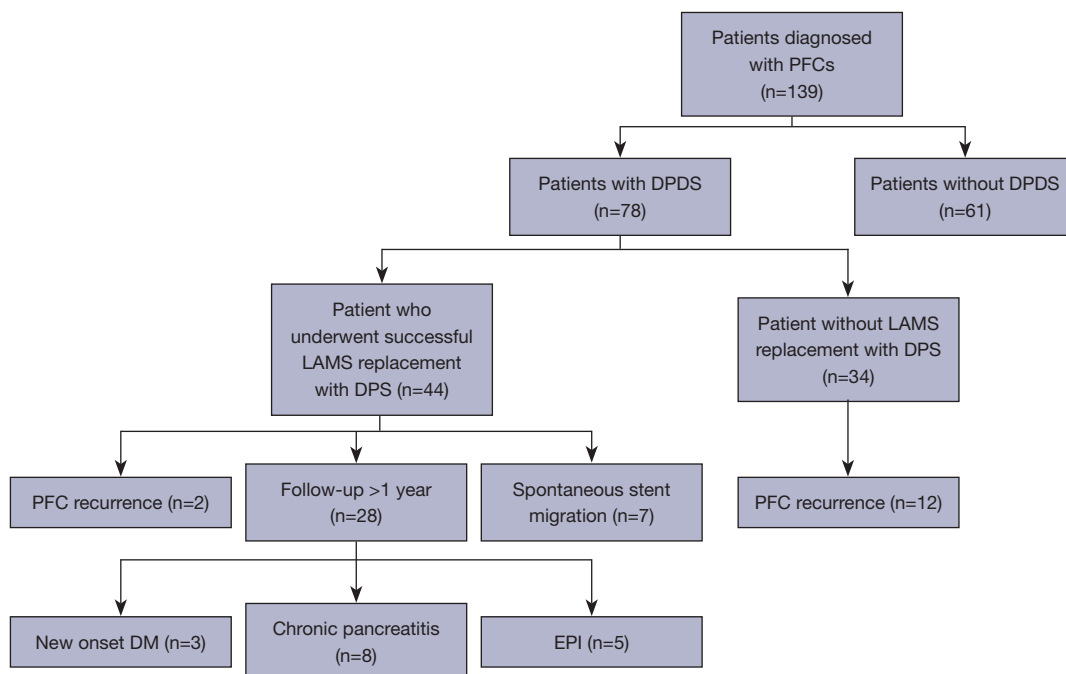 Patients diagnosed
with PFCs
(n=139)
Patients with DPDS
(n=78)
Patients without DPDS
(n=61)
Patient who
underwent successful
LAMS replacement
with DPS (n=44)
Patient without LAMS
replacement with DPS
(n=34)
PFC recurrence (n=2)
Follow-up >1 year
(n=28)
Spontaneous stent
migration (n=7)
PFC recurrence (n=12)
New onset DM (n=3)
Chronic pancreatitis
(n=8)
EPI (n=5)